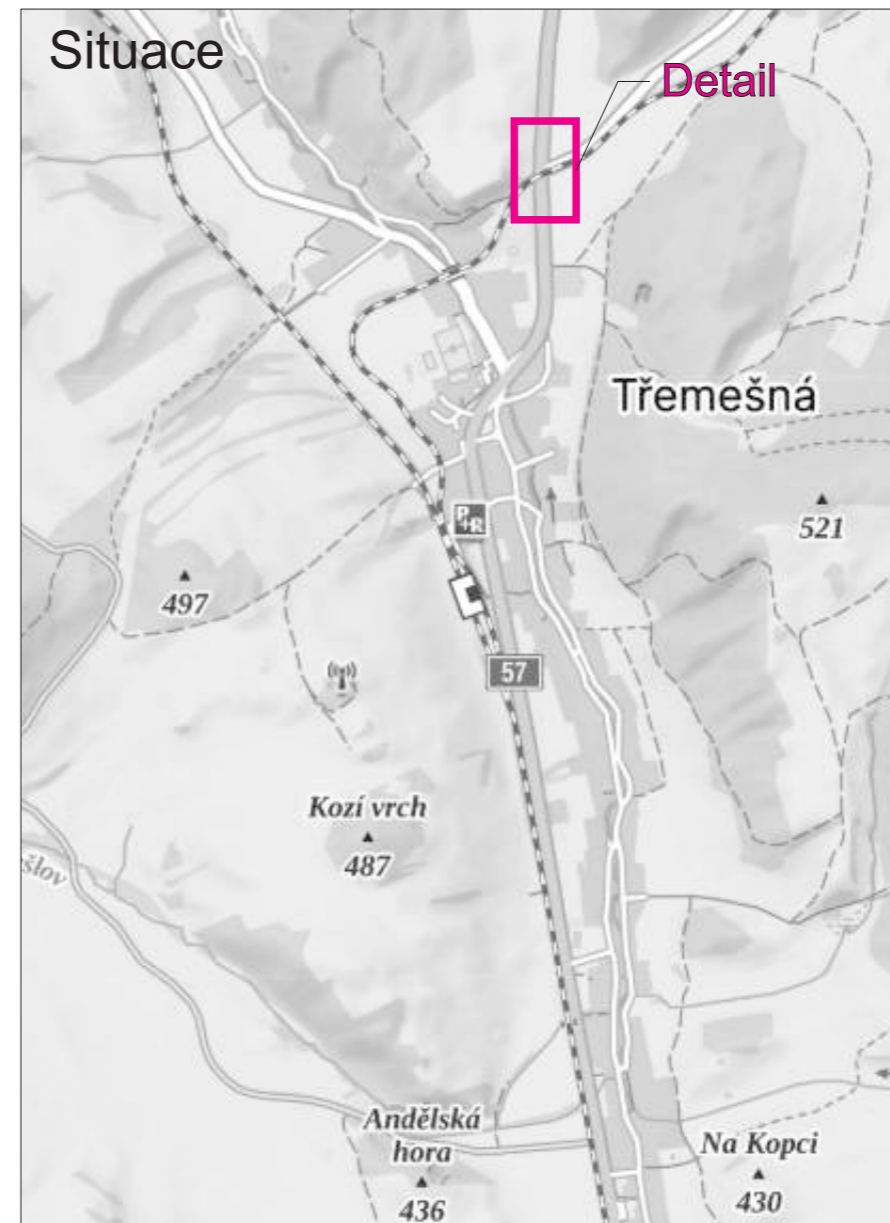 Situace
Detail
Třemešná
521
P
+R
497
57
Kozí vrch
487
šlov
Andělská
hora
436
Na Kopci
430